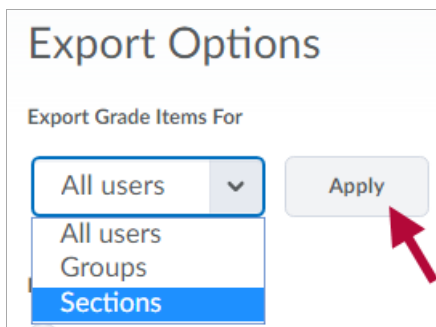 Export Options
Export Grade Items For
All users
Apply
All users
Groups
Sections